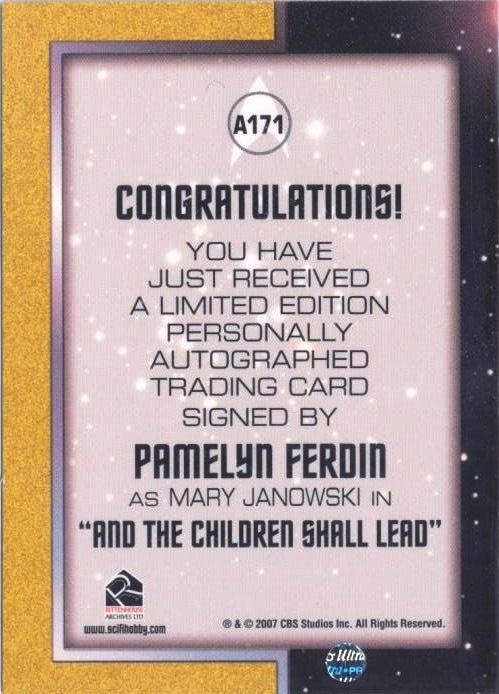 A171
CONGRATULATIONS!
YOU HAVE
JUST RECEIVED
A LIMITED EDITION
PERSONALLY
AUTOGRAPHED
TRADING CARD
SIGNED BY
PAMELYN FERDIN
AS MARY JANOWSKI IN
"AND THE CHILDREN SHALL LEAD"
RITTENHOUSE
ARCHIVES LTD
www.scifihobby.com
® & © 2007 CBS Studios Inc. All Rights Reserved.
Ultra
PR